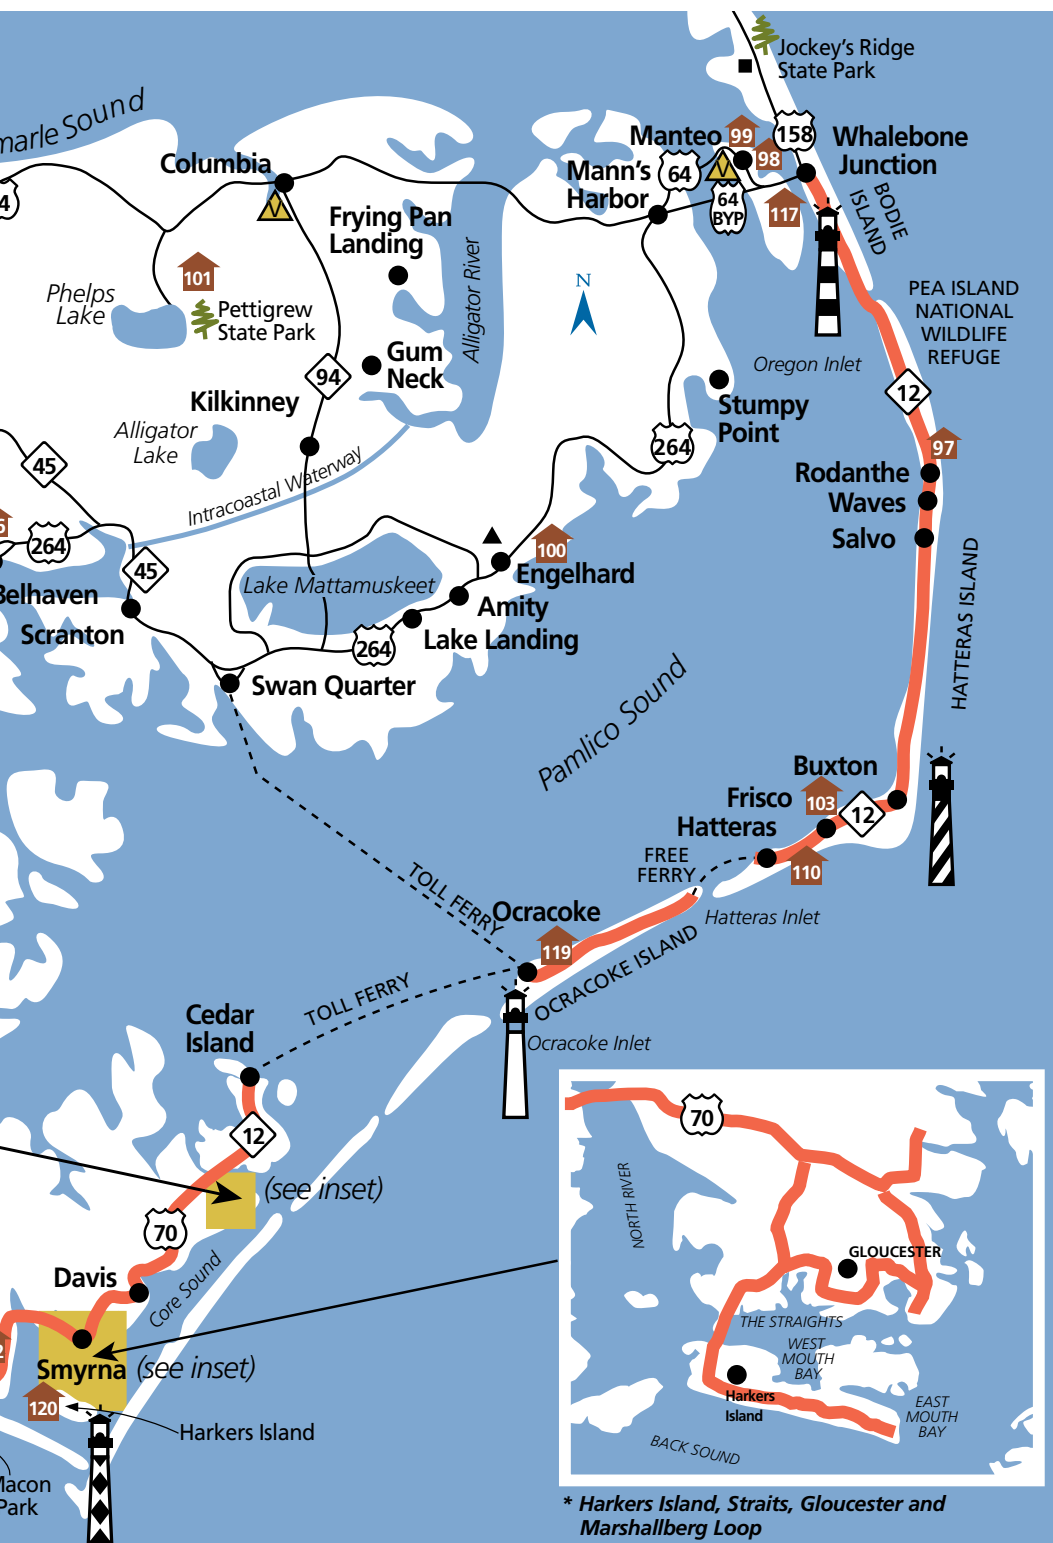 Jockey's Ridge
State Park
marle Sound
Manteo
99
158
Whalebone
Junction
98
Columbia
64
Mann's
Harbor
4
64
BYP
117
BODIE
ISLAND
Frying Pan
Landing
Alligator River
101
N
Phelps
Lake
Pettigrew
State Park
PEA ISLAND
NATIONAL
WILDLIFE
REFUGE
Oregon Inlet
Gum
Neck
94
12
Kilkinney
Stumpy
Point
Alligator
Lake
264
97
45
Intracoastal Waterway
Rodanthe
Waves
Salvo
264
45
100
Engelhard
Lake Mattamuskeet
Belhaven
Amity
Scranton
264
Lake Landing
HATTERAS ISLAND
Swan Quarter
Pamlico Sound
Buxton
Frisco
103
12
Hatteras
FREE
FERRY
110
TOLL FERRY
Ocracoke
Hatteras Inlet
119
OCRACOKE ISLAND
TOLL FERRY
Cedar
Island
Ocracoke Inlet
12
70
(see inset)
NORTH RIVER
70
GLOUCESTER
Davis
Core Sound
THE STRAIGHTS
WEST
MOUTH
BAY
Smyrna
(see inset)
120
Harkers
Island
EAST
MOUTH
BAY
Harkers Island
BACK SOUND
Macon
Park
* Harkers Island, Straits, Gloucester and
Marshallberg Loop